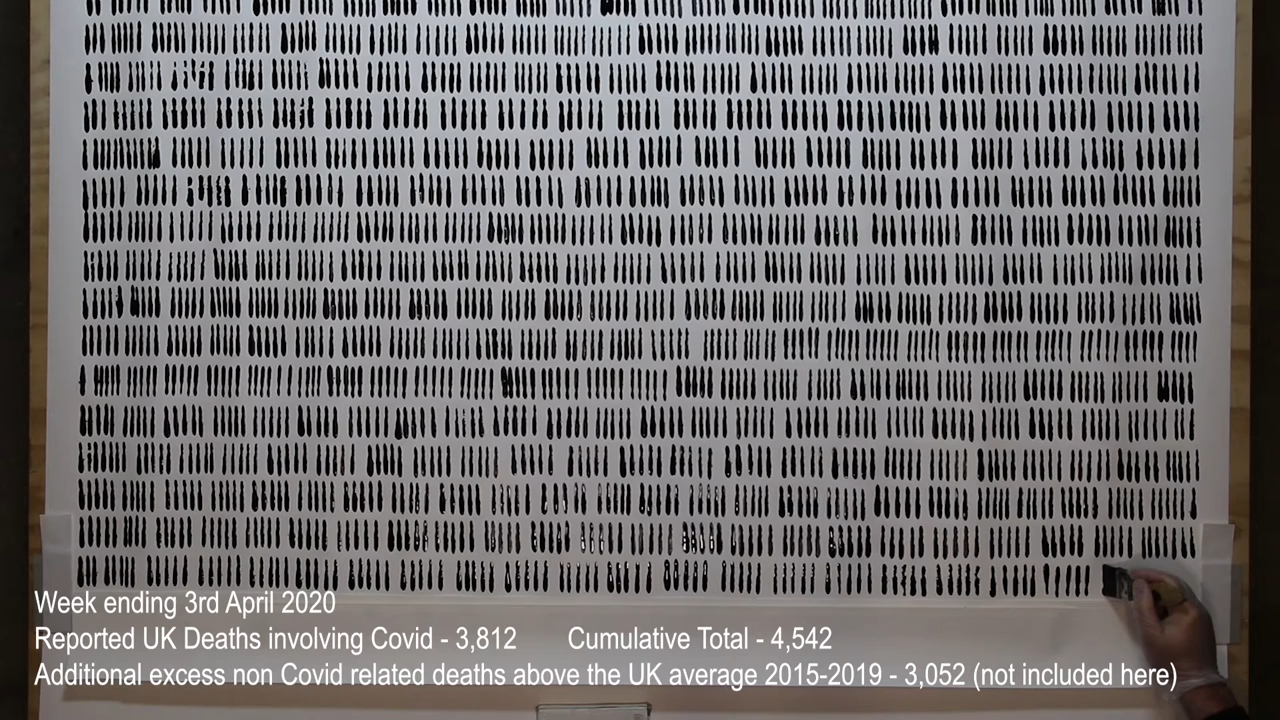 Week ending 3rd April 2020
Reported UK Deaths involving Covid - 3,812 Cumulative Total - 4,542
Additional excess non Covid related deaths above the UK average 2015-2019 - 3,052 (not included here)